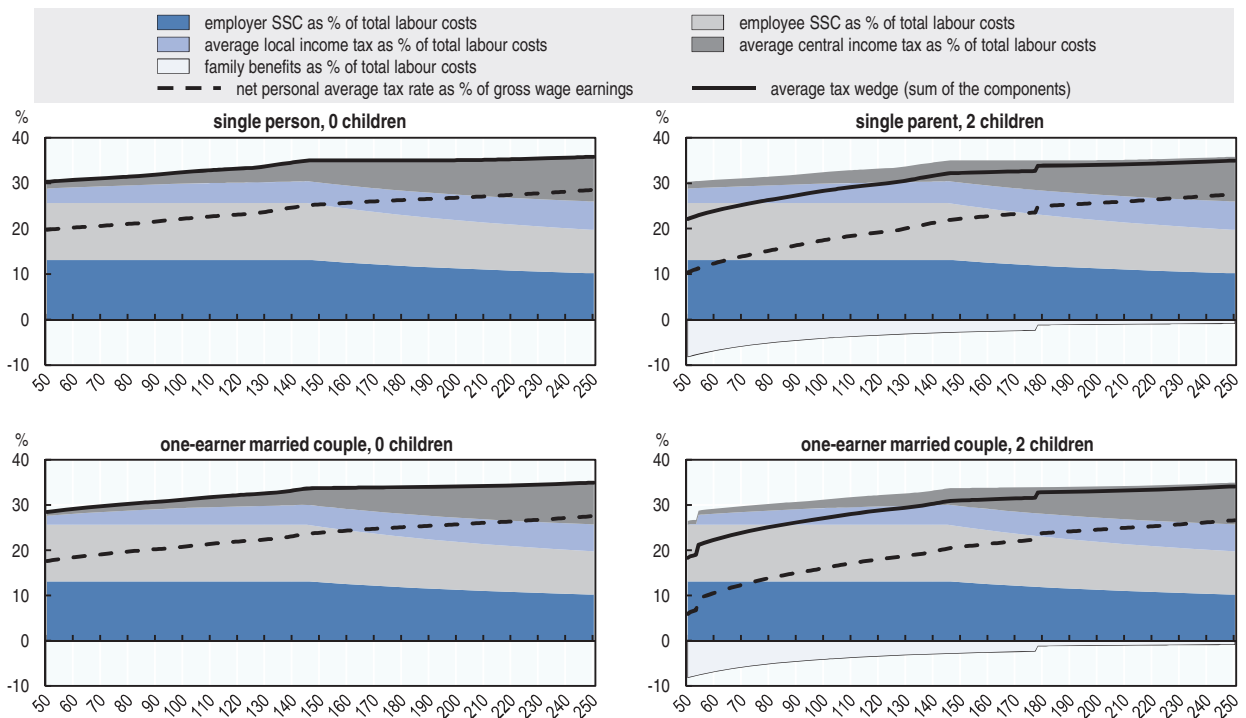 employer SSC as % of total labour costs
employee SSC as % of total labour costs
average local income tax as % of total labour costs
average central income tax as % of total labour costs
family benefits as % of total labour costs
net personal average tax rate as % of gross wage earnings
average tax wedge (sum of the components)
%
single person, 0 children
40
30
20
10
0
-10
50 60 70 80 90 100 110 120 130 140 150 160 170 180 190 200 210 220 230 240 250
%
single parent, 2 children
40
30
20
10
0
-10
50 60 70 80 90 100 110 120 130 140 150 160 170 180 190 200 210 220 230 240 250
%
one-earner married couple, 0 children
40
30
20
10
0
-10
50 60 70 80 90 100 110 120 130 140 150 160 170 180 190 200 210 220 230 240 250
%
one-earner married couple, 2 children
40
30
20
10
0
-10
50 60 70 80 90 100 110 120 130 140 150 160 170 180 190 200 210 220 230 240 250